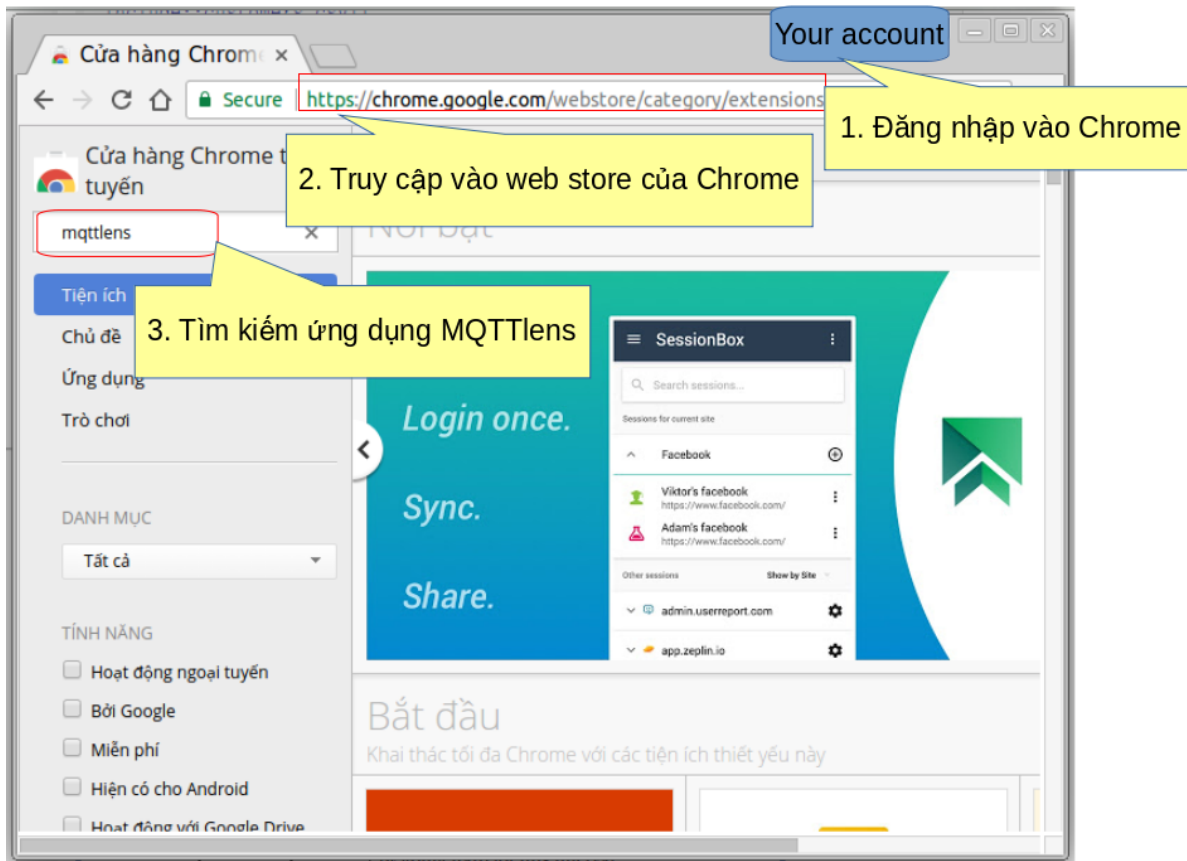 Your account
Cửa hàng Chrome
Secure
https://chrome.google.com/webstore/category/extensions
1. Đăng nhập vào Chrome
Cửa hàng Chrome t
tuyến
2. Truy cập vào web store của Chrome
mqttlens
Nổi bật
Tiện ích
3. Tìm kiếm ứng dụng MQTTlens
Chủ đề
Ứng dụng
Trò chơi
DANH MỤC
Tất cả
TÍNH NĂNG
Hoạt động ngoại tuyến
Bởi Google
Miễn phí
Hiện có cho Android
Hoạt động với Google Drive
Login once.
Sync.
Share.
SessionBox
Search sessions...
Sessions for current site
Facebook
Viktor's facebook
https://www.facebook.com/
Adam's facebook
https://www.facebook.com/
Other sessions Show by Site
admin.userreport.com
app.zeplin.io
Bắt đầu
Khai thác tối đa Chrome với các tiện ích thiết yếu này